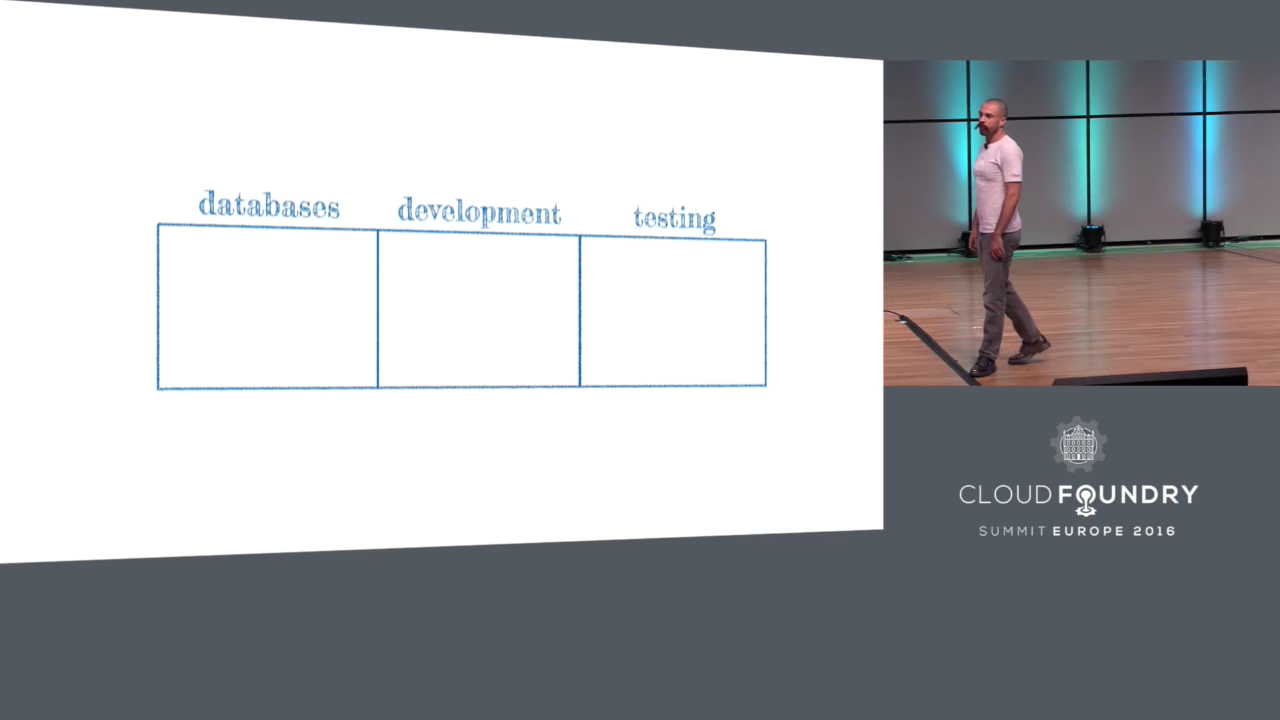 databases
development
testing
CLOUD FOUNDRY
SUMMIT EUROPE 2016